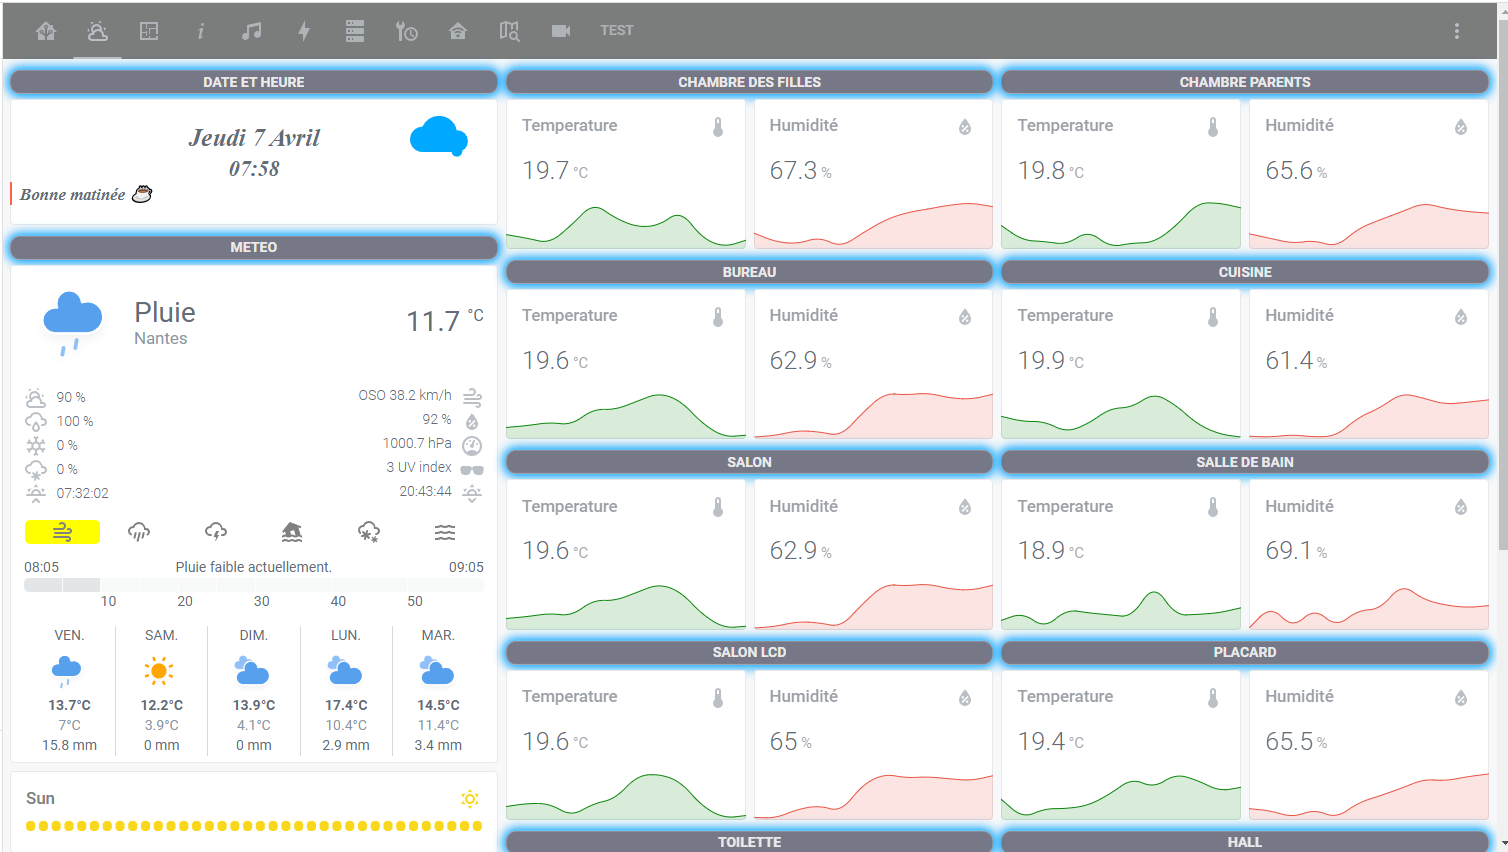 TEST
DATE ET HEURE
Jeudi 7 Avril
07:58
Bonne matinée
METEO
Pluie
Nantes
11.7 °C
90 %
OSO 38.2 km/h
100 %
92 %
0 %
1000.7 hPa
0 %
3 UV index
07:32:02
20:43:44
08:05 Pluie faible actuellement. 09:05
10 20 30 40 50
VEN. SAM. DIM. LUN. MAR.
13.7°C 12.2°C 13.9°C 17.4°C 14.5°C
7°C 3.9°C 4.1°C 10.4°C 11.4°C
15.8 mm 0 mm 0 mm 2.9 mm 3.4 mm
Sun
CHAMBRE DES FILLES
Temperature Humidité
19.7 °C 67.3 %
CHAMBRE PARENTS
Temperature Humidité
19.8 °C 65.6 %
BUREAU
Temperature Humidité
19.6 °C 62.9 %
CUISINE
Temperature Humidité
19.9 °C 61.4 %
SALON
Temperature Humidité
19.6 °C 62.9 %
SALLE DE BAIN
Temperature Humidité
18.9 °C 69.1 %
SALON LCD
Temperature Humidité
19.6 °C 65 %
PLACARD
Temperature Humidité
19.4 °C 65.5 %
TOILETTE
HALL